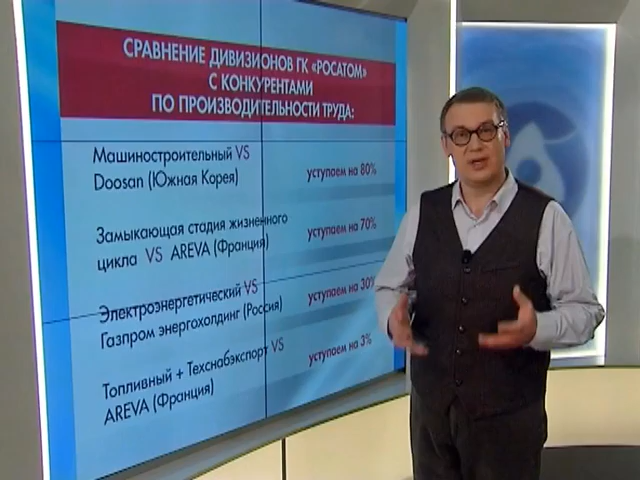 СРАВНЕНИЕ ДИВИЗИОНОВ ГК «РОСАТОМ»
С КОНКУРЕНТАМИ
ПО ПРОИЗВОДИТЕЛЬНОСТИ ТРУДА:
Машиностроительный VS
Doosan (Южная Корея)
уступаем на 80%
Замыкающая стадия жизненного
цикла VS AREVA (Франция)
уступаем на 70%
Электроэнергетический VS
Газпром энергохолдинг (Россия)
уступаем на 30%
Топливный + Техснабэкспорт VS
AREVA (Франция)
уступаем на 3%